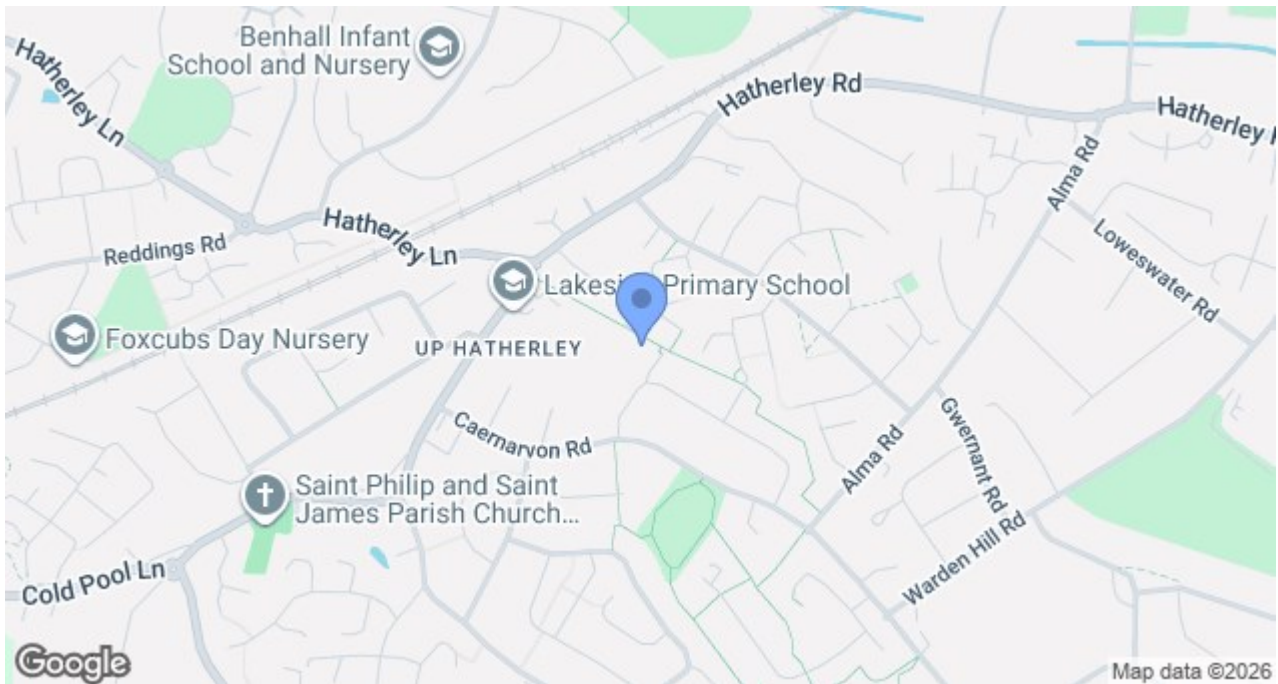 Benhall Infant
School and Nursery
Hatherley Ln
Hatherley Rd
Hatherley
Alma Rd
Reddings Rd
Hatherley Ln
Loweswater Rd
Lakeside Primary School
Foxcubs Day Nursery
UP HATHERLEY
Caernarvon Rd
Alma Rd
Gwernant Rd
Saint Philip and Saint
James Parish Church...
Warden Hill Rd
Cold Pool Ln
Google
Map data ©2026